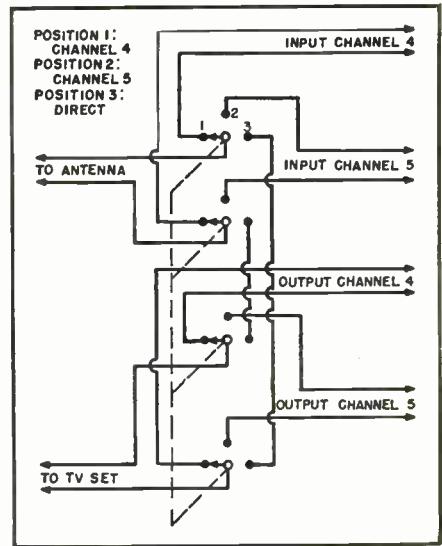 POSITION 1:
CHANNEL 4
POSITION 2:
CHANNEL 5
POSITION 3:
DIRECT
INPUT CHANNEL 4
2
1
3
TO ANTENNA
INPUT CHANNEL 5
OUTPUT CHANNEL 4
OUTPUT CHANNEL 5
TO TV SET